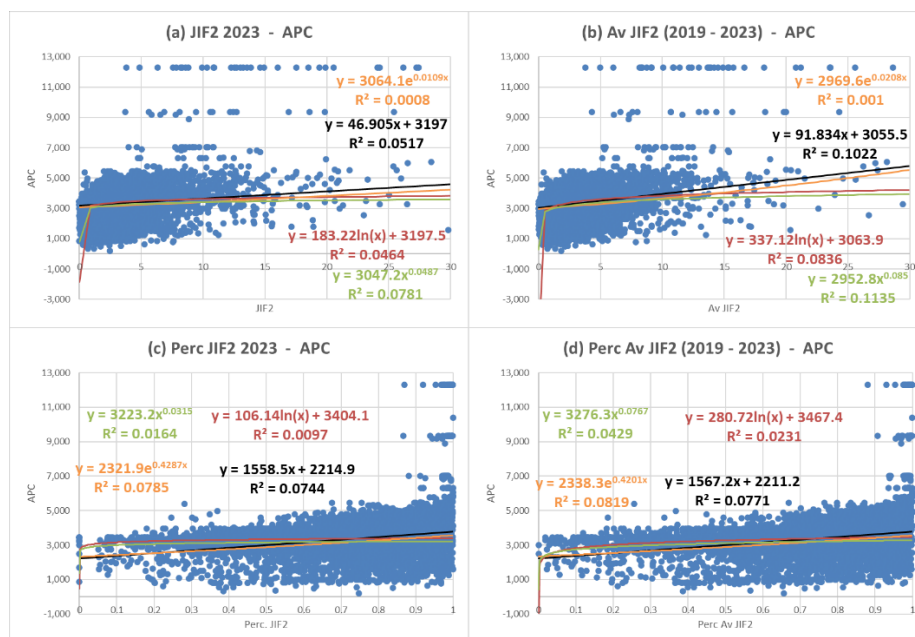 (a) JIF2 2023 - APC
13,000
11,000
9,000
7,000
5,000
3,000
1,000
-1,000
-3,000
APC
y = 3064.1e^0.0109x
R² = 0.0008
y = 46.905x + 3197
R² = 0.0517
y = 183.22ln(x) + 3197.5
R² = 0.0464
y = 3047.2x^0.0487
R² = 0.0781
0 5 10 15 20 25 30
JIF2
(b) Av JIF2 (2019 - 2023) - APC
13,000
11,000
9,000
7,000
5,000
3,000
1,000
-1,000
-3,000
APC
y = 2969.6e^0.0208x
R² = 0.001
y = 91.834x + 3055.5
R² = 0.1022
y = 337.12ln(x) + 3063.9
R² = 0.0836
y = 2952.8x^0.085
R² = 0.1135
0 5 10 15 20 25 30
Av JIF2
(c) Perc JIF2 2023 - APC
13,000
11,000
9,000
7,000
5,000
3,000
1,000
-1,000
APC
y = 3223.2x^0.0315
R² = 0.0164
y = 106.14ln(x) + 3404.1
R² = 0.0097
y = 2321.9e^0.4287x
R² = 0.0785
y = 1558.5x + 2214.9
R² = 0.0744
0 0.1 0.2 0.3 0.4 0.5 0.6 0.7 0.8 0.9 1
Perc. JIF2
(d) Perc Av JIF2 (2019 - 2023) - APC
13,000
11,000
9,000
7,000
5,000
3,000
1,000
-1,000
APC
y = 3276.3x^0.0767
R² = 0.0429
y = 280.72ln(x) + 3467.4
R² = 0.0231
y = 2338.3e^0.4201x
R² = 0.0819
y = 1567.2x + 2211.2
R² = 0.0771
0 0.1 0.2 0.3 0.4 0.5 0.6 0.7 0.8 0.9 1
Perc Av JIF2